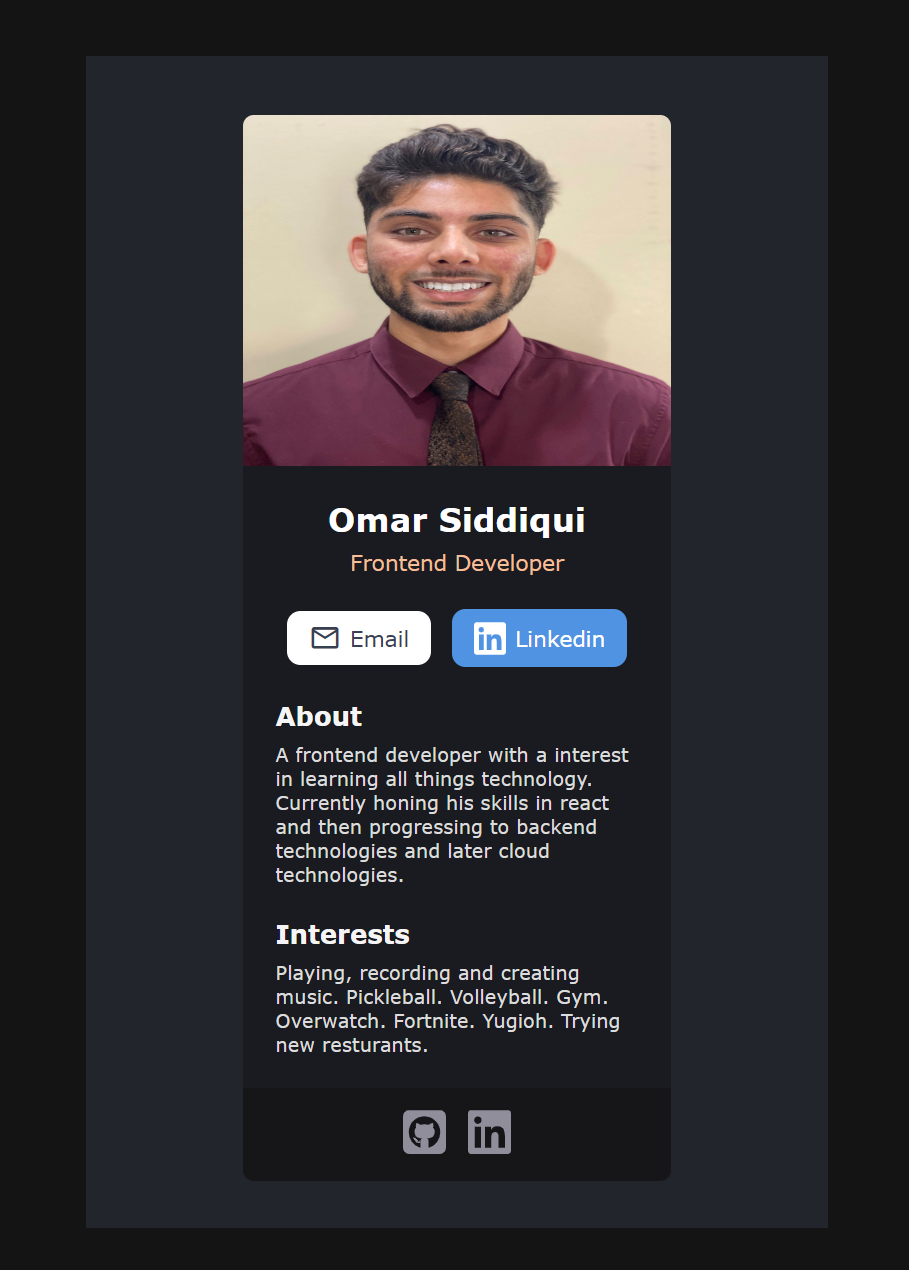 Omar Siddiqui
Frontend Developer
Email
in Linkedin
About
A frontend developer with a interest
in learning all things technology.
Currently honing his skills in react
and then progressing to backend
technologies and later cloud
technologies.
Interests
Playing, recording and creating
music. Pickleball. Volleyball. Gym.
Overwatch. Fortnite. Yugioh. Trying
new resturants.
in